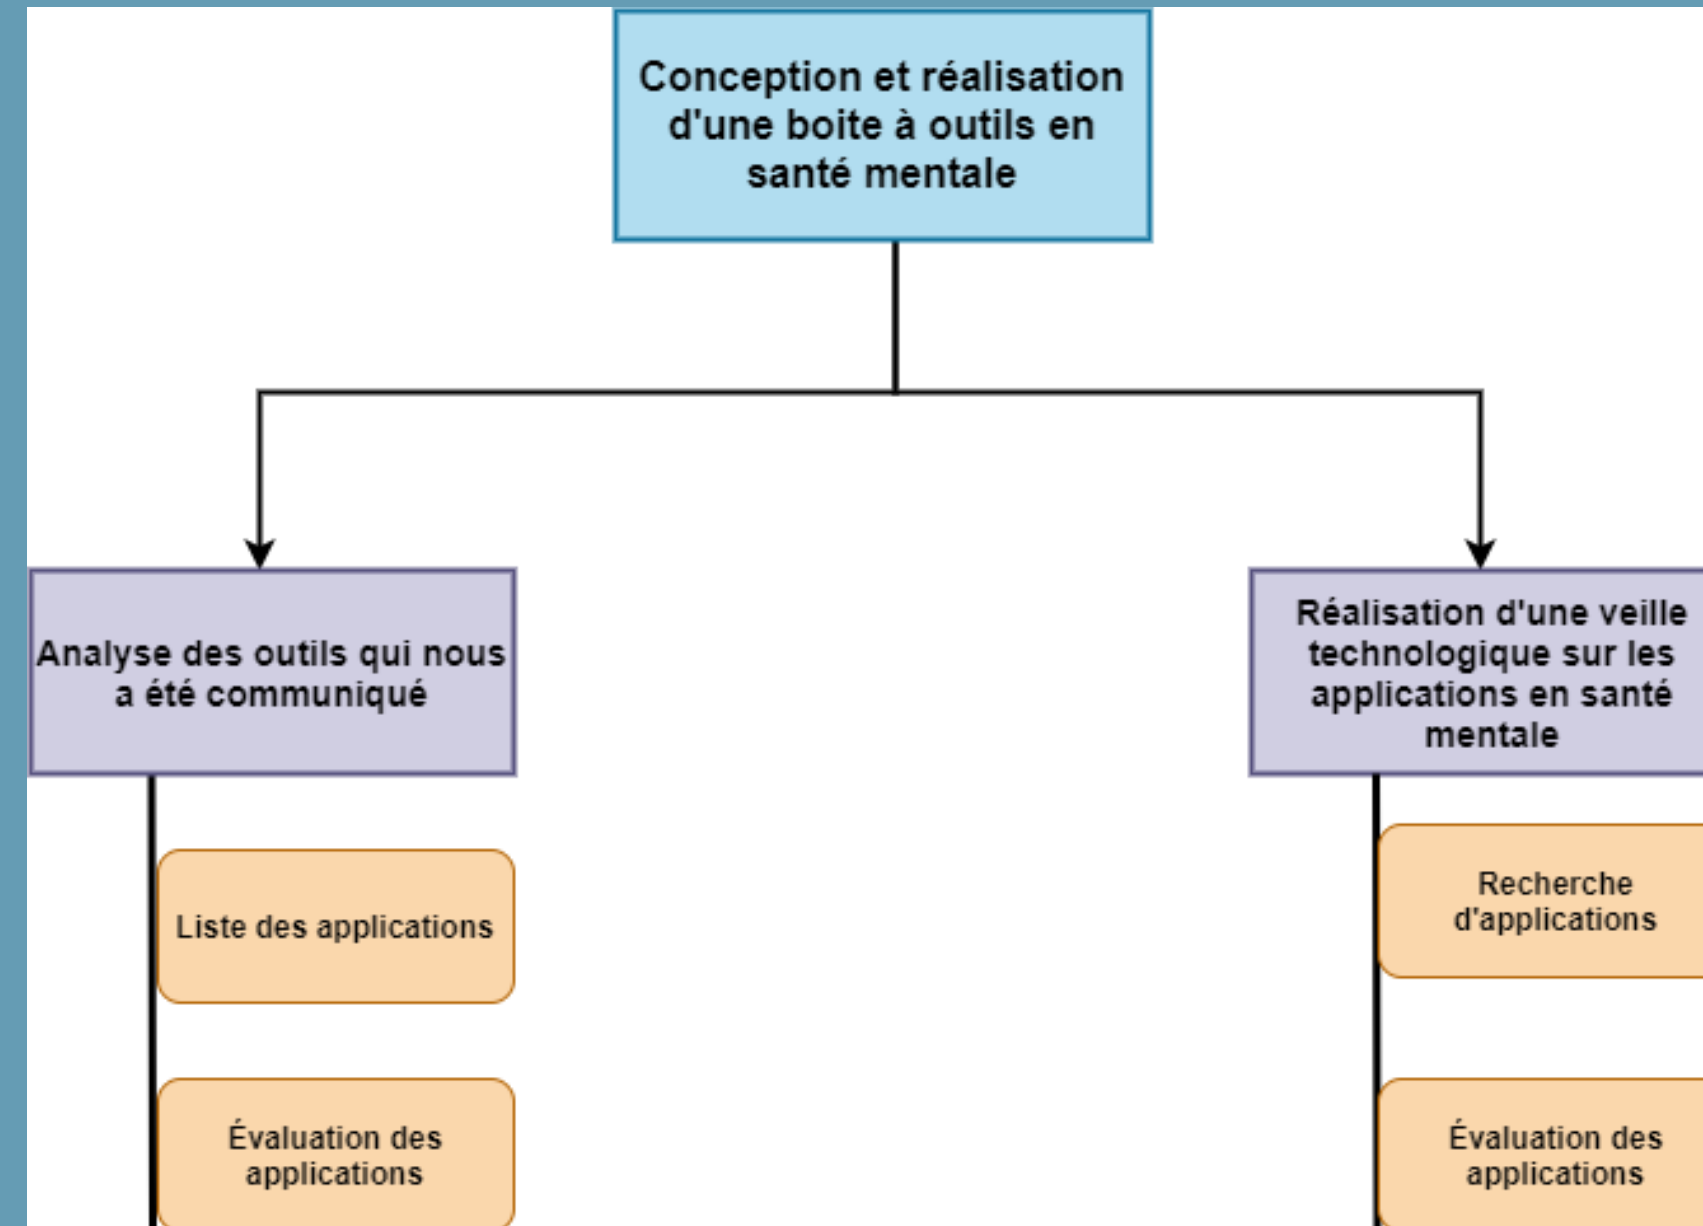 Conception et réalisation
d'une boite à outils en
santé mentale
Analyse des outils qui nous
a été communiqué
Réalisation d'une veille
technologique sur les
applications en santé
mentale
Liste des applications
Recherche
d'applications
Évaluation des
applications
Évaluation des
applications